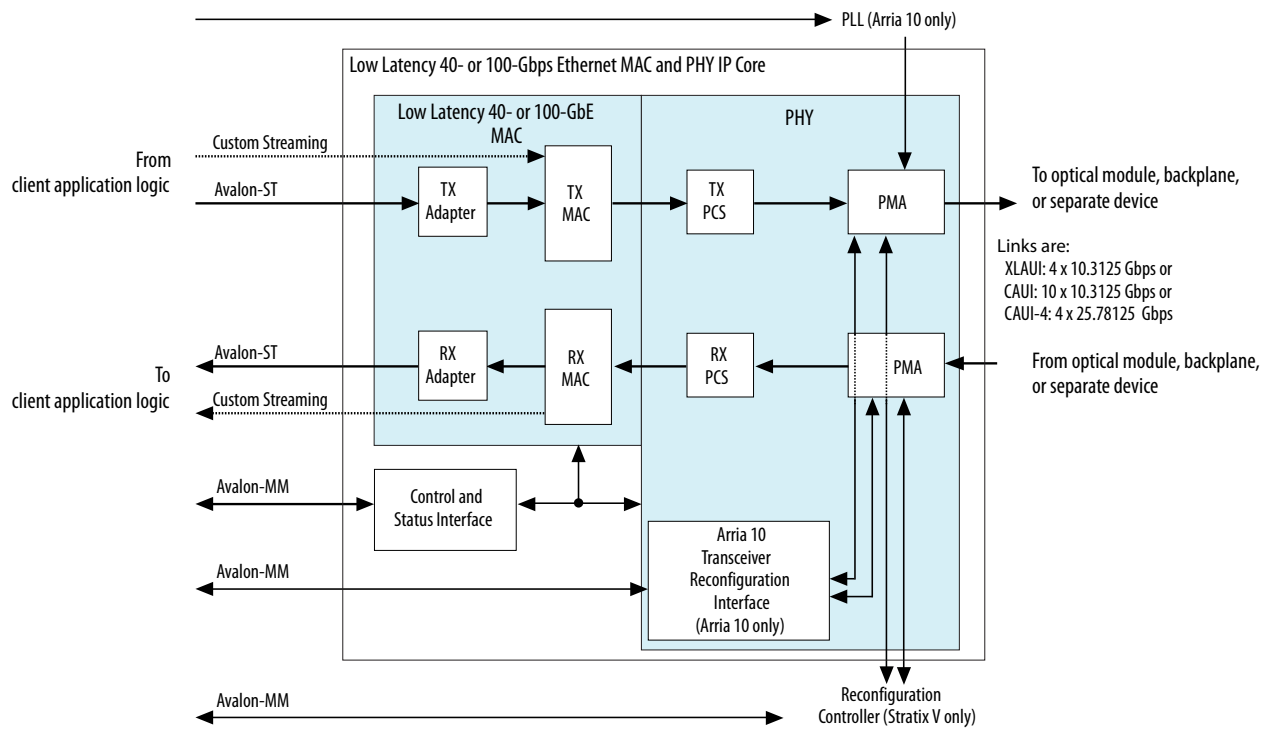 PLL (Arria 10 only)
Low Latency 40- or 100-Gbps Ethernet MAC and PHY IP Core
Low Latency 40- or 100-GbE
MAC
PHY
From
client application logic
Custom Streaming
Avalon-ST
TX
Adapter
TX
MAC
TX
PCS
PMA
To optical module, backplane,
or separate device
Links are:
XLAUI: 4 x 10.3125 Gbps or
CAUI: 10 x 10.3125 Gbps or
CAUI-4: 4 x 25.78125 Gbps
To
client application logic
Avalon-ST
Custom Streaming
RX
Adapter
RX
MAC
RX
PCS
PMA
From optical module, backplane,
or separate device
Avalon-MM
Control and
Status Interface
Avalon-MM
Arria 10
Transceiver
Reconfiguration
Interface
(Arria 10 only)
Avalon-MM
Reconfiguration
Controller (Stratix V only)